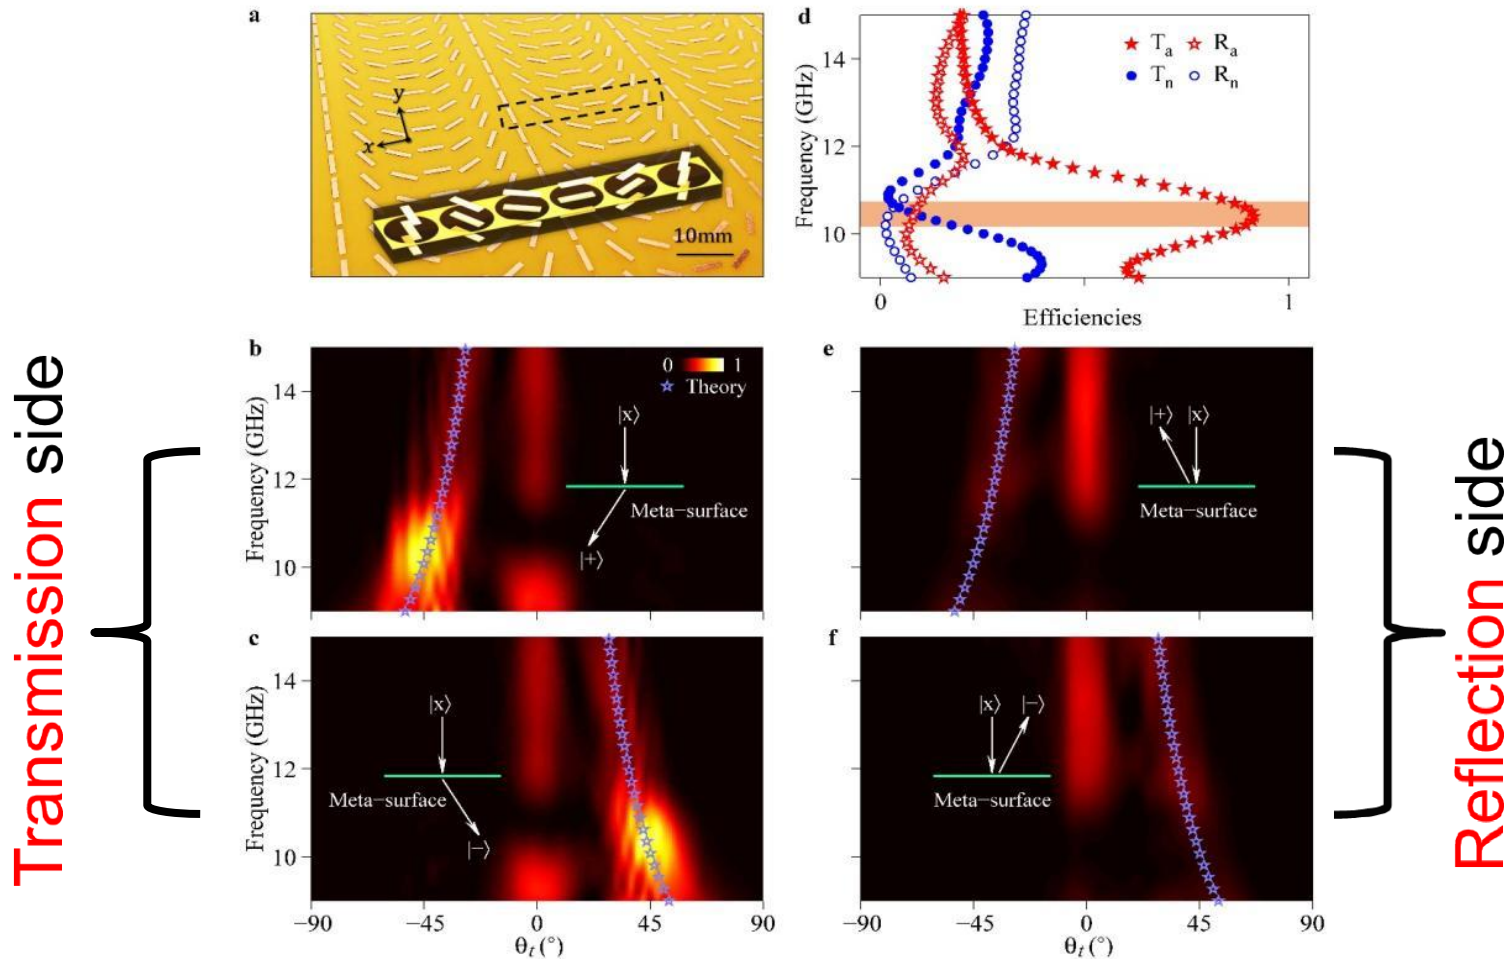 Transmission side
a
y
x
10mm
d
Frequency (GHz)
14
12
10
T_a R_a
T_n R_n
0 1
Efficiencies
b
Frequency (GHz)
14
12
10
0 1
Theory
|x⟩
Meta−surface
|+⟩
e
|+⟩ |x⟩
Meta−surface
c
Frequency (GHz)
14
12
10
|x⟩
Meta−surface
|−⟩
−90 −45 0 45 90
θ_t (°)
f
|x⟩ |−⟩
Meta−surface
−90 −45 0 45 90
θ_t (°)
Reflection side